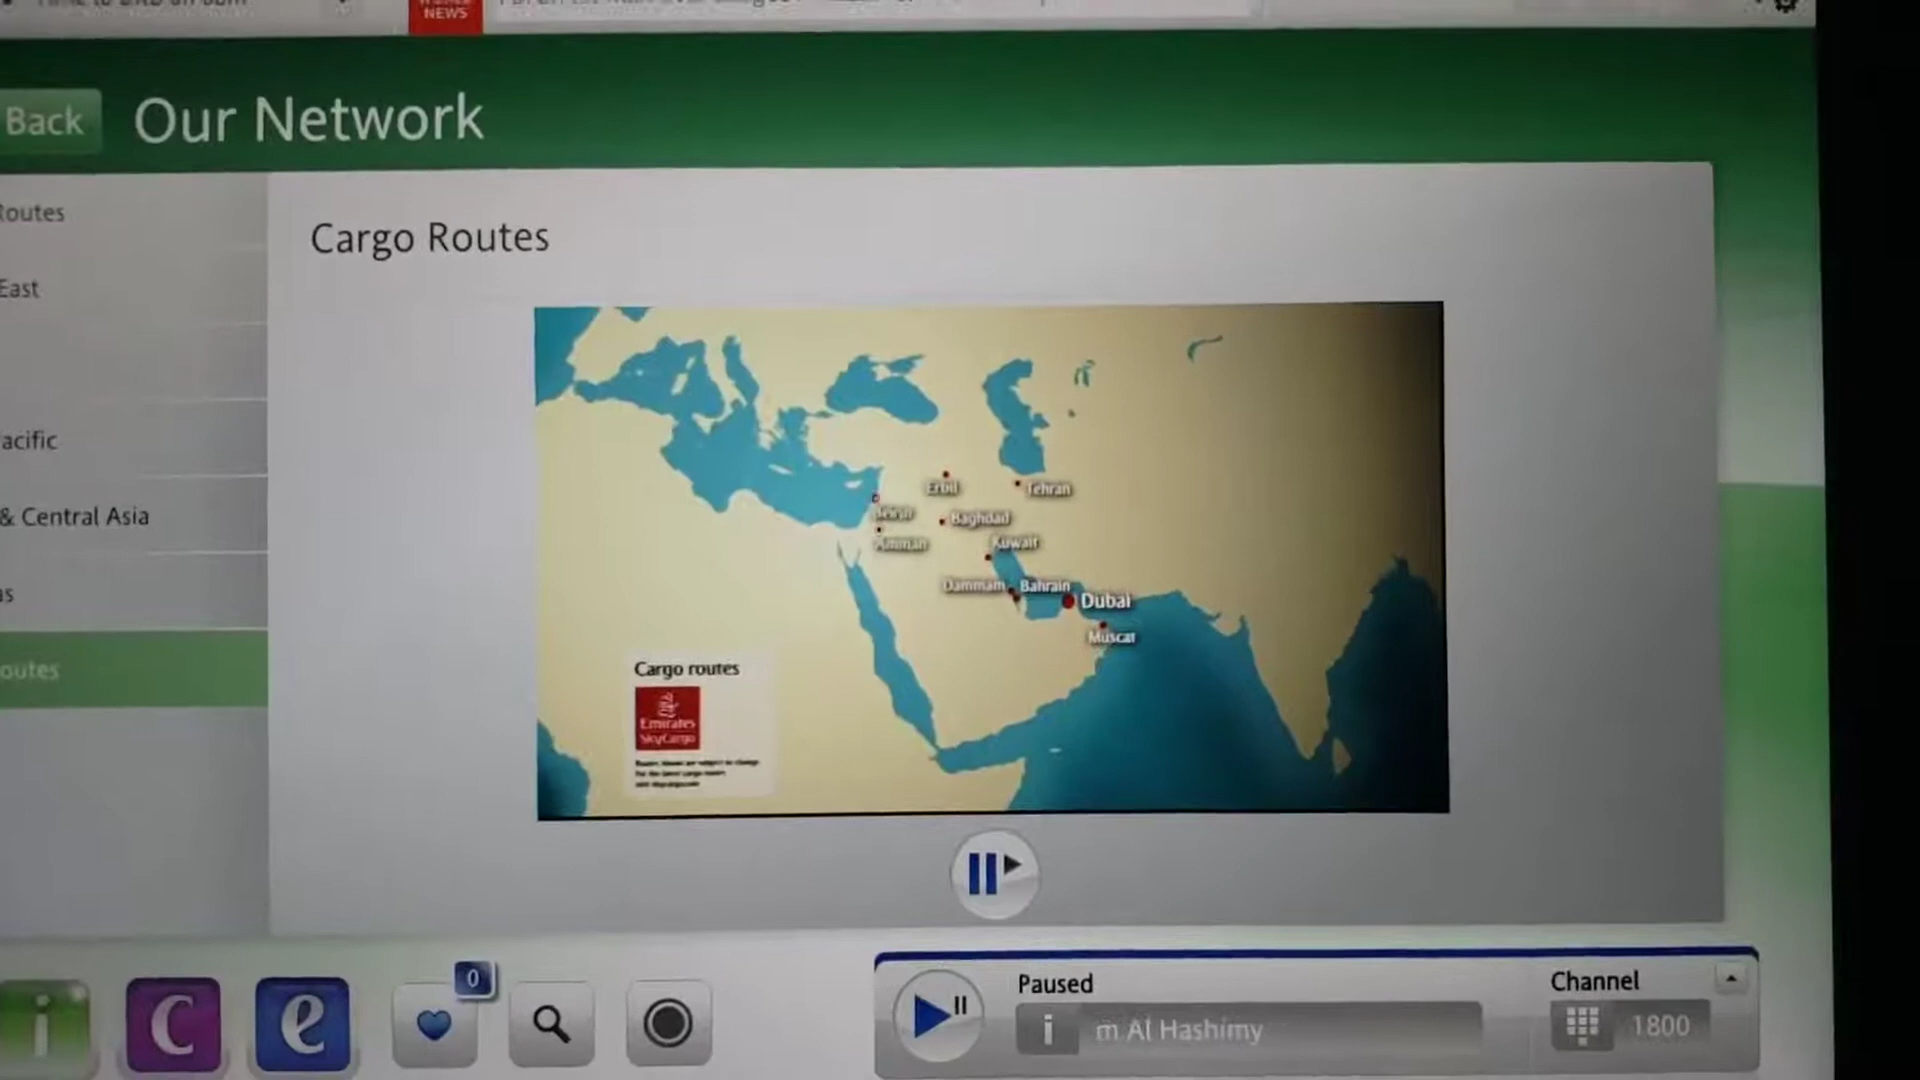 NEWS
Back
Our Network
Routes
East
acific
& Central Asia
as
outes
Cargo Routes
Erbil
Tehran
Beirut
Baghdad
Amman
Kuwait
Dammam
Bahrain
Dubai
Muscat
Cargo routes
Emirates
SkyCargo
0
i
C
e
Paused
i
m Al Hashimy
Channel
1800